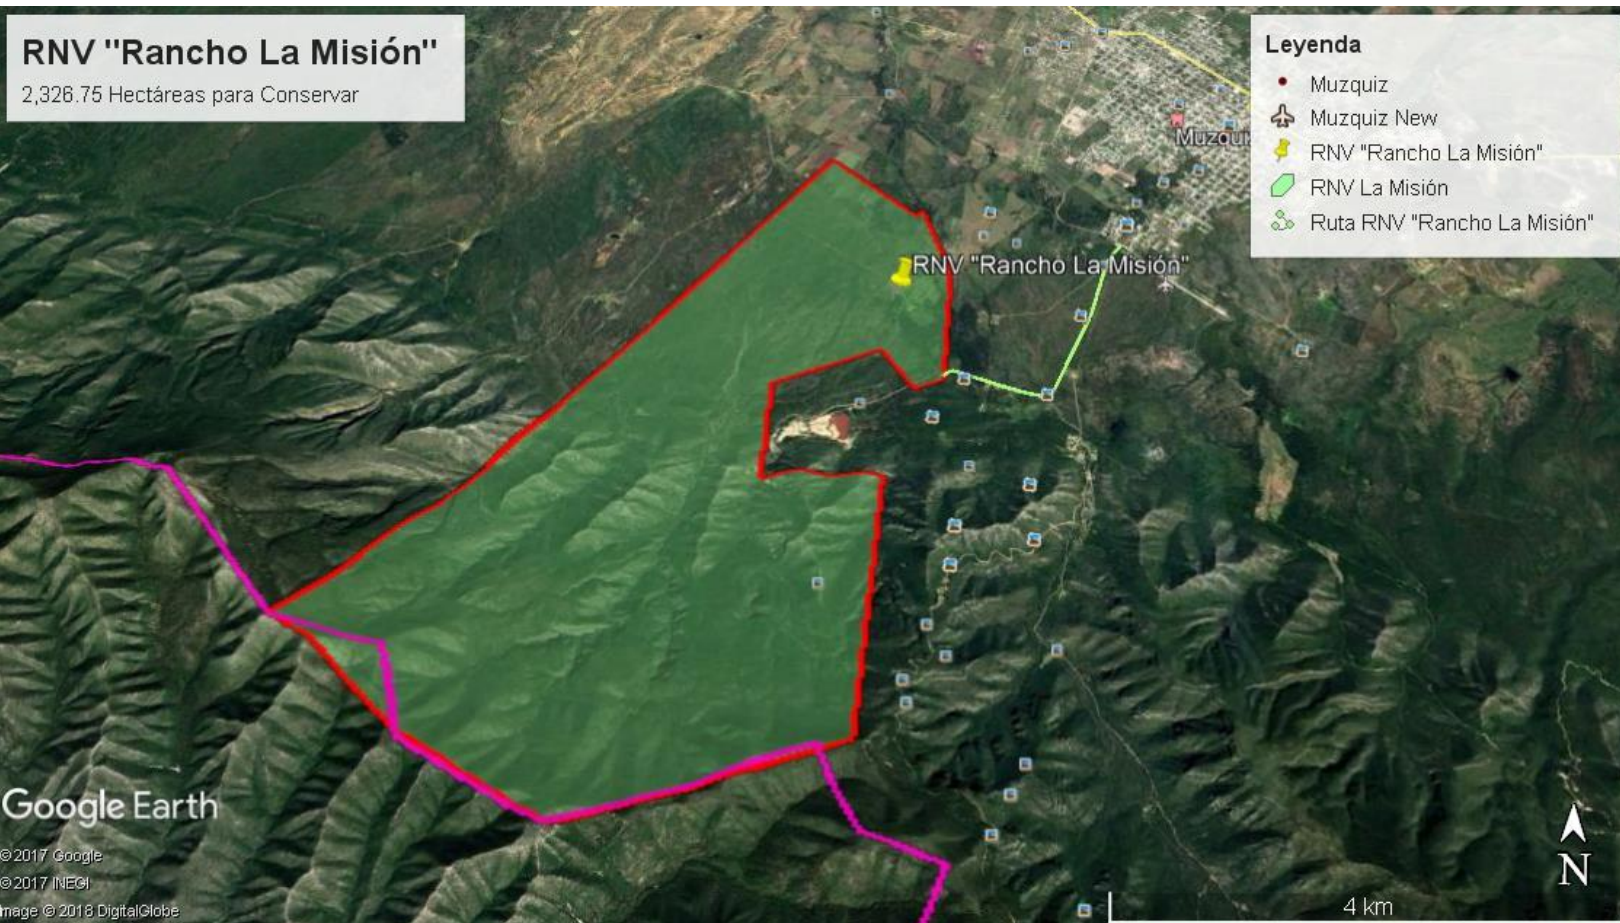 RNV "Rancho La Misión"
2,326.75 Hectáreas para Conservar
Leyenda
Muzquiz
Muzquiz New
RNV "Rancho La Misión"
RNV La Misión
Ruta RNV "Rancho La Misión"
Muzqui
RNV "Rancho La Misión"
Google Earth
©2017 Google
©2017 INEGI
mage © 2018 DigitalGlobe
N
4 km